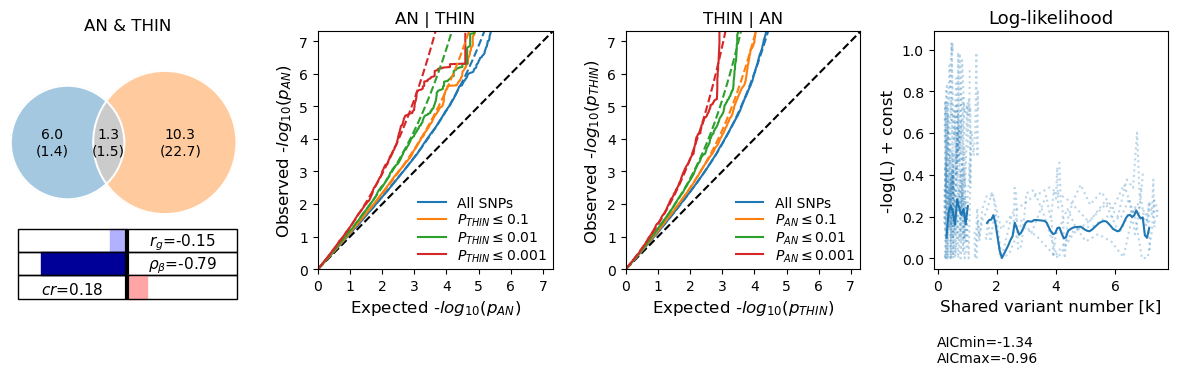 AN & THIN
6.0
(1.4)
1.3
(1.5)
10.3
(22.7)
r_g=-0.15
ρ_β=-0.79
cr=0.18
AN | THIN
Observed -log_10(p_AN)
7
6
5
4
3
2
1
0
All SNPs
P_THIN ≤ 0.1
P_THIN ≤ 0.01
P_THIN ≤ 0.001
0 1 2 3 4 5 6 7
Expected -log_10(p_AN)
THIN | AN
Observed -log_10(p_THIN)
7
6
5
4
3
2
1
0
All SNPs
P_AN ≤ 0.1
P_AN ≤ 0.01
P_AN ≤ 0.001
0 1 2 3 4 5 6 7
Expected -log_10(p_THIN)
Log-likelihood
-log(L) + const
1.0
0.8
0.6
0.4
0.2
0.0
0 2 4 6
Shared variant number [k]
AICmin=-1.34
AICmax=-0.96